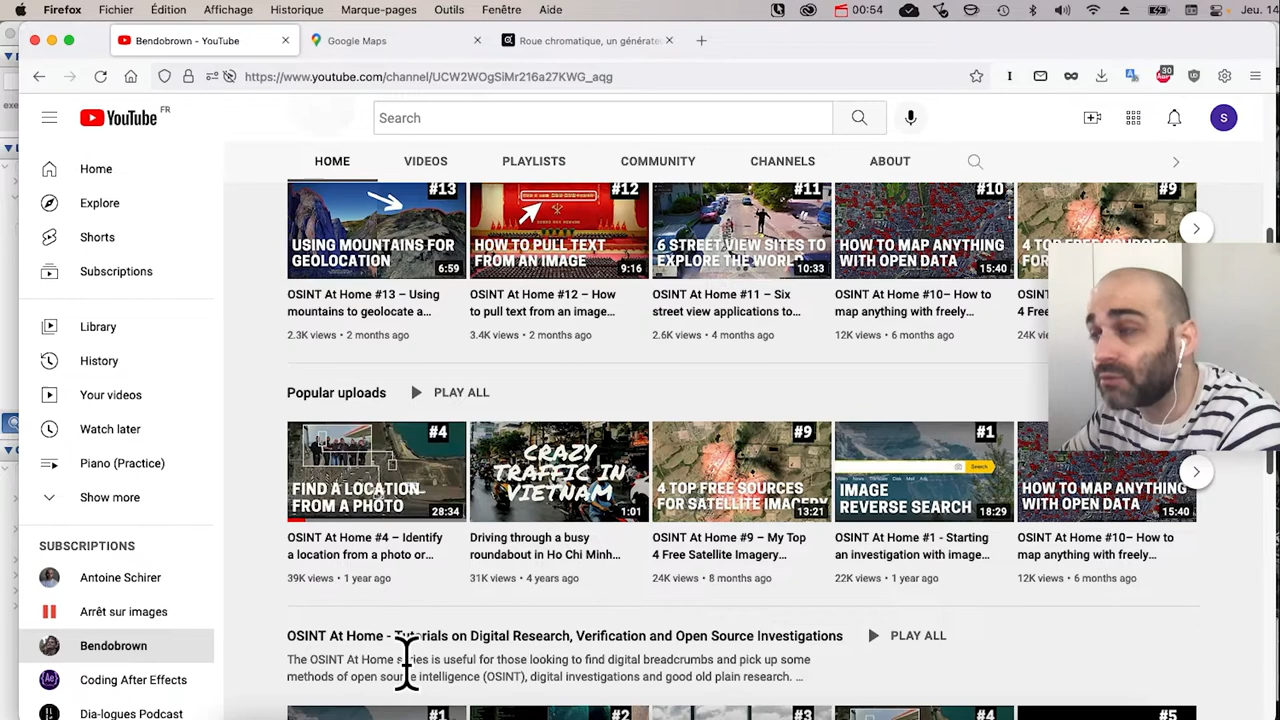 Firefox Fichier Édition Affichage Historique Marque-pages Outils Fenêtre Aide 00:54 Jeu. 14
Bendobrown - YouTube Google Maps Roue chromatique, un générate
https://www.youtube.com/channel/UCW2WOgSiMr216a27KWG_aqg 30
YouTube FR Search S
HOME VIDEOS PLAYLISTS COMMUNITY CHANNELS ABOUT
Home
Explore
Shorts
Subscriptions
Library
History
Your videos
Watch later
Piano (Practice)
Show more
SUBSCRIPTIONS
Antoine Schirer
Arrêt sur images
Bendobrown
Coding After Effects
Dia-logues Podcast
#13 #12 #11 #10 #9
USING MOUNTAINS FOR GEOLOCATION 6:59
HOW TO PULL TEXT FROM AN IMAGE 9:16
6 STREET VIEW SITES TO EXPLORE THE WORLD 10:33
HOW TO MAP ANYTHING WITH OPEN DATA 15:40
4 TOP FREE SOURCES FOR
OSINT At Home #13 – Using
mountains to geolocate a...
2.3K views • 2 months ago
OSINT At Home #12 – How
to pull text from an image...
3.4K views • 2 months ago
OSINT At Home #11 – Six
street view applications to...
2.6K views • 4 months ago
OSINT At Home #10– How to
map anything with freely...
12K views • 6 months ago
OS
4 Fre
24K v
Popular uploads PLAY ALL
#4
FIND A LOCATION
FROM A PHOTO 28:34
CRAZY
TRAFFIC IN
VIETNAM 1:01
#9
4 TOP FREE SOURCES
FOR SATELLITE IMAGERY 13:21
#1
Search
IMAGE
REVERSE SEARCH 18:29
HOW TO MAP ANYTHING
WITH OPEN DATA 15:40
OSINT At Home #4 – Identify
a location from a photo or...
39K views • 1 year ago
Driving through a busy
roundabout in Ho Chi Minh...
31K views • 4 years ago
OSINT At Home #9 – My Top
4 Free Satellite Imagery...
24K views • 8 months ago
OSINT At Home #1 - Starting
an investigation with image...
22K views • 1 year ago
OSINT At Home #10– How to
map anything with freely...
12K views • 6 months ago
OSINT At Home - Tutorials on Digital Research, Verification and Open Source Investigations PLAY ALL
The OSINT At Home series is useful for those looking to find digital breadcrumbs and pick up some
methods of open source intelligence (OSINT), digital investigations and good old plain research. ...
#1 #2 #3 #4 #5